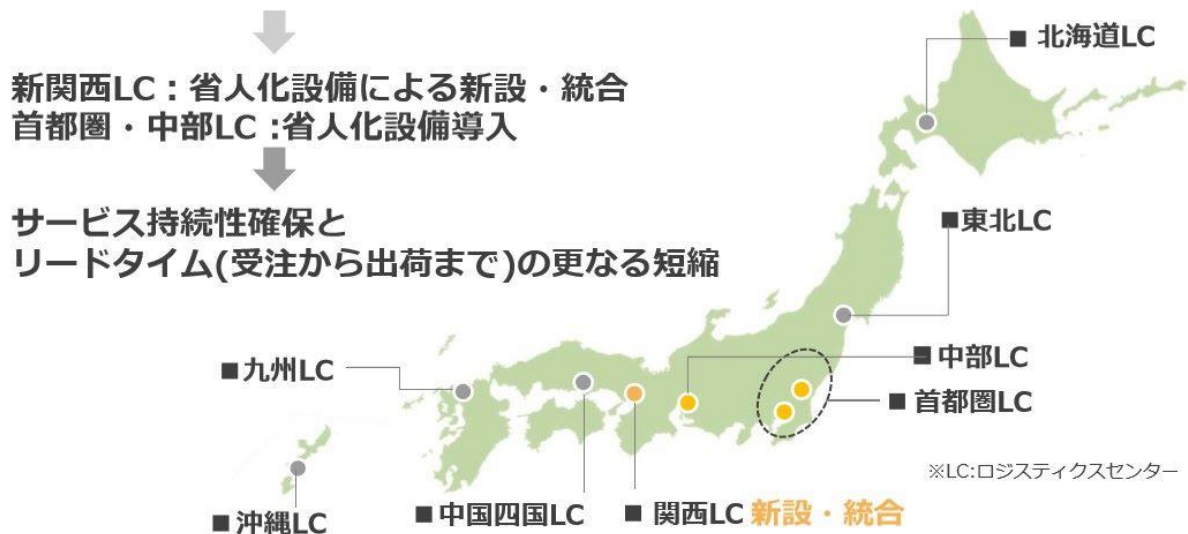 新関西LC：省人化設備による新設・統合
首都圏・中部LC :省人化設備導入
サービス持続性確保と
リードタイム(受注から出荷まで)の更なる短縮
■ 北海道LC
■東北LC
■中部LC
■ 首都圏LC
■九州LC
※LC:ロジスティクスセンター
■沖縄LC
■中国四国LC
■ 関西LC 新設・統合